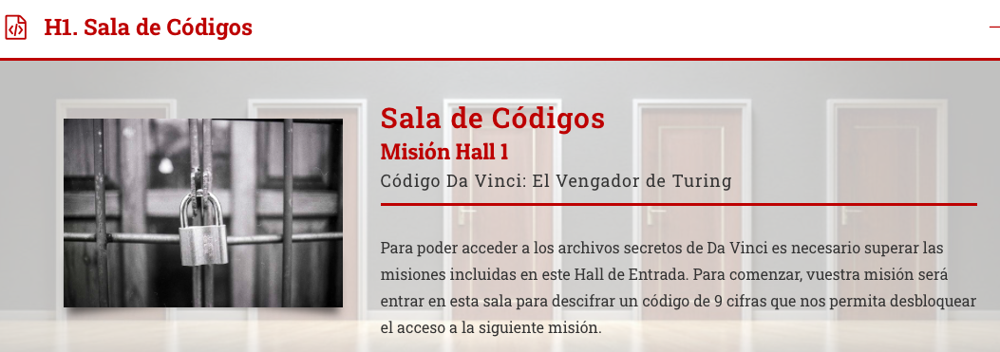 H1. Sala de Códigos
Sala de Códigos
Misión Hall 1
Código Da Vinci: El Vengador de Turing
Para poder acceder a los archivos secretos de Da Vinci es necesario superar las
misiones incluidas en este Hall de Entrada. Para comenzar, vuestra misión será
entrar en esta sala para descifrar un código de 9 cifras que nos permita desbloquear
el acceso a la siguiente misión.